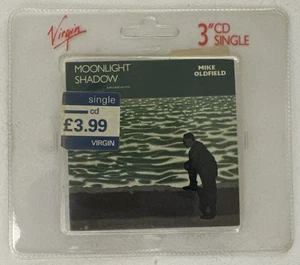 Virgin
3" CD
SINGLE
MOONLIGHT
SHADOW
MIKE
OLDFIELD
single
cd
£3.99
VIRGIN